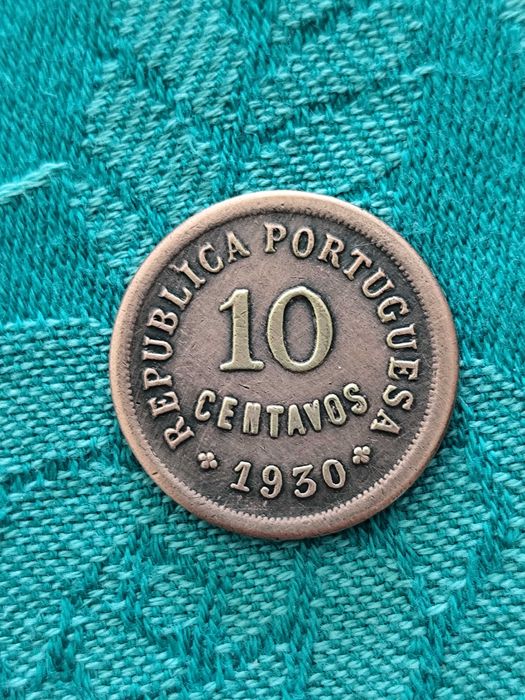 REPUBLICA PORTUGUESA
10
CENTAVOS
1930